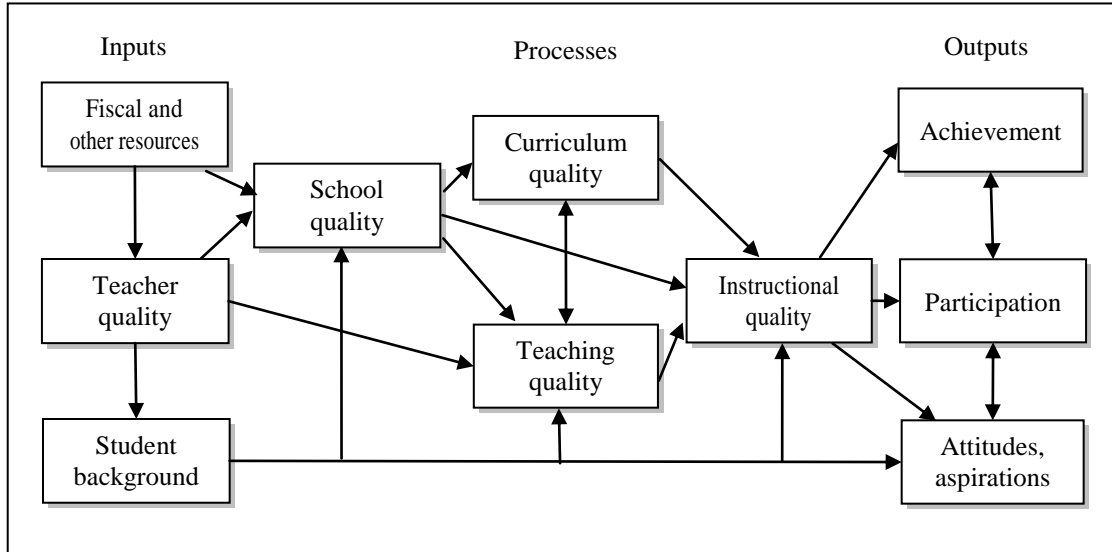 Inputs
Processes
Outputs
Fiscal and
other resources
Teacher
quality
Student
background
School
quality
Curriculum
quality
Teaching
quality
Instructional
quality
Achievement
Participation
Attitudes,
aspirations